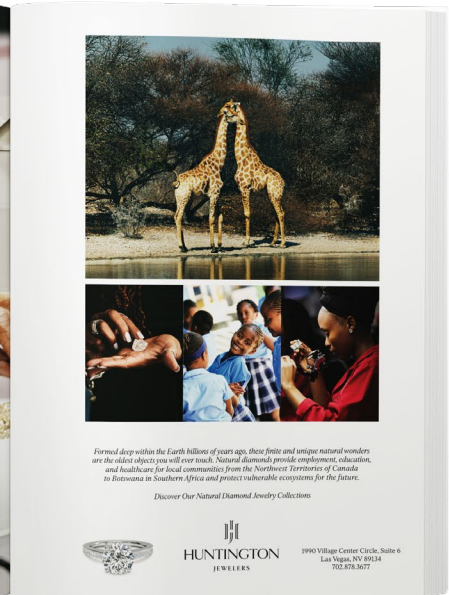 Formed deep within the Earth billions of years ago, these finite and unique natural wonders
are the oldest objects you will ever touch. Natural diamonds provide employment, education,
and healthcare for local communities from the Northwest Territories of Canada
to Botswana in Southern Africa and protect vulnerable ecosystems for the future.
Discover Our Natural Diamond Jewelry Collections
HUNTINGTON
JEWELERS
1990 Village Center Circle, Suite 6
Las Vegas, NV 89134
702.878.3677